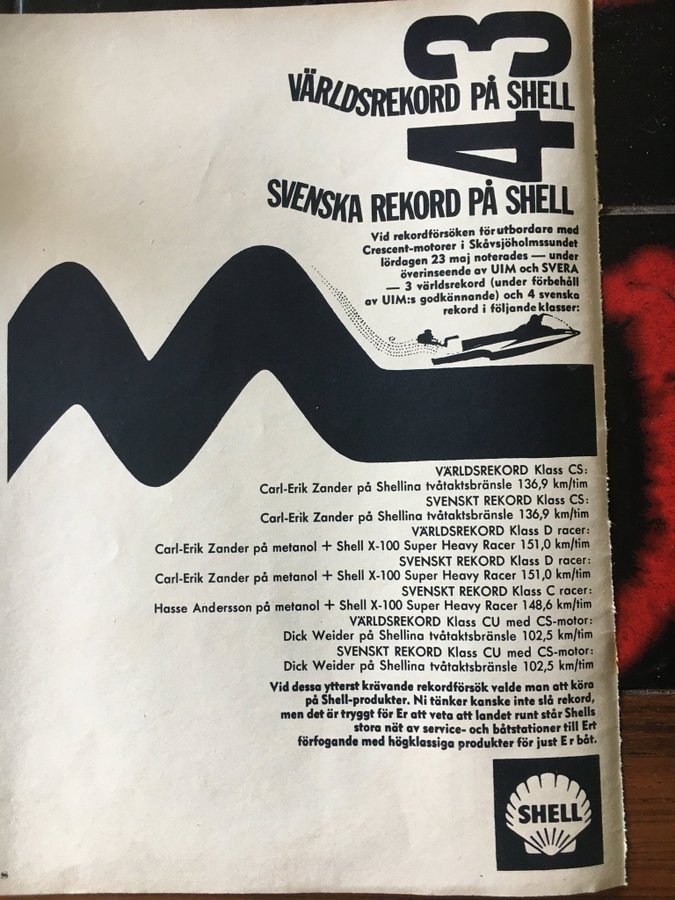 3
VÄRLDSREKORD PÅ SHELL
4
SVENSKA REKORD PÅ SHELL
Vid rekordförsöken för utbordare med
Crescent-motorer i Skåvsjöholmssundet
lördagen 23 maj noterades — under
överinseende av UIM och SVERA
— 3 världsrekord (under förbehåll
av UIM:s godkännande) och 4 svenska
rekord i följande klasser:
VÄRLDSREKORD Klass CS:
Carl-Erik Zander på Shellina tvåtaktsbränsle 136,9 km/tim
SVENSKT REKORD Klass CS:
Carl-Erik Zander på Shellina tvåtaktsbränsle 136,9 km/tim
VÄRLDSREKORD Klass D racer:
Carl-Erik Zander på metanol + Shell X-100 Super Heavy Racer 151,0 km/tim
SVENSKT REKORD Klass D racer:
Carl-Erik Zander på metanol + Shell X-100 Super Heavy Racer 151,0 km/tim
SVENSKT REKORD Klass C racer:
Hasse Andersson på metanol + Shell X-100 Super Heavy Racer 148,6 km/tim
VÄRLDSREKORD Klass CU med CS-motor:
Dick Weider på Shellina tvåtaktsbränsle 102,5 km/tim
SVENSKT REKORD Klass CU med CS-motor:
Dick Weider på Shellina tvåtaktsbränsle 102,5 km/tim
Vid dessa ytterst krävande rekordförsök valde man att köra
på Shell-produkter. Ni tänker kanske inte slå rekord,
men det är tryggt för Er att veta att landet runt står Shells
stora nät av service- och båtstationer till Ert
förfogande med högklassiga produkter för just Er båt.
SHELL